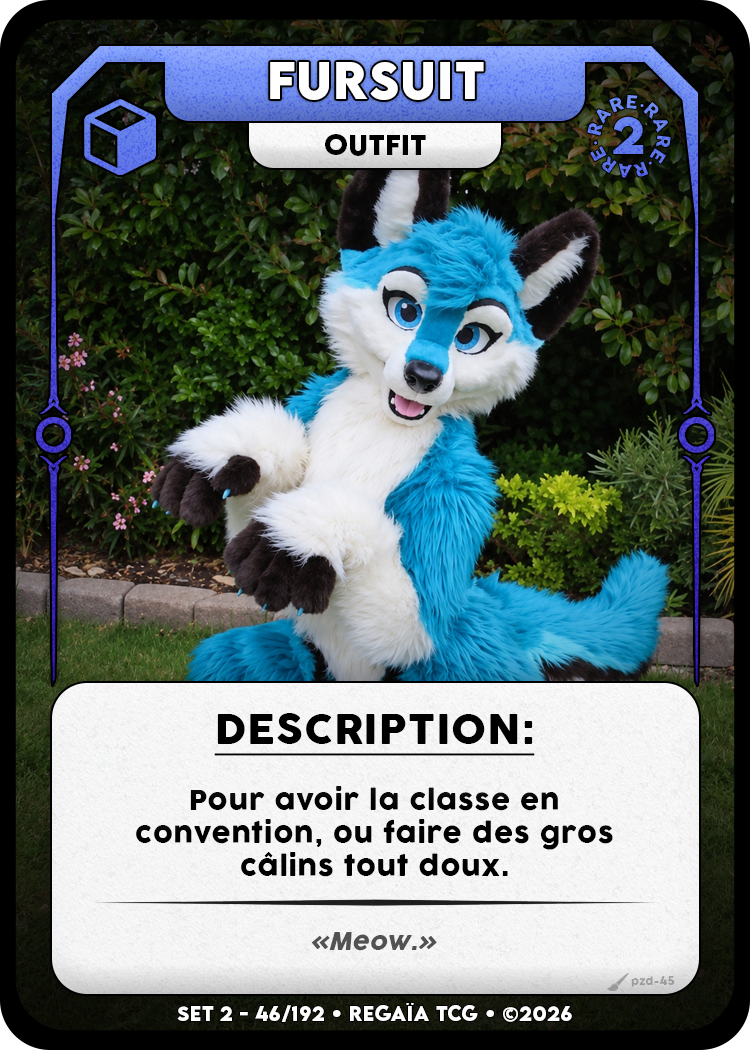 FURSUIT
OUTFIT
RARE·RARE·RARE·
2
DESCRIPTION:
Pour avoir la classe en
convention, ou faire des gros
câlins tout doux.
«Meow.»
pzd-45
SET 2 - 46/192 • REGAÏA TCG • ©2026